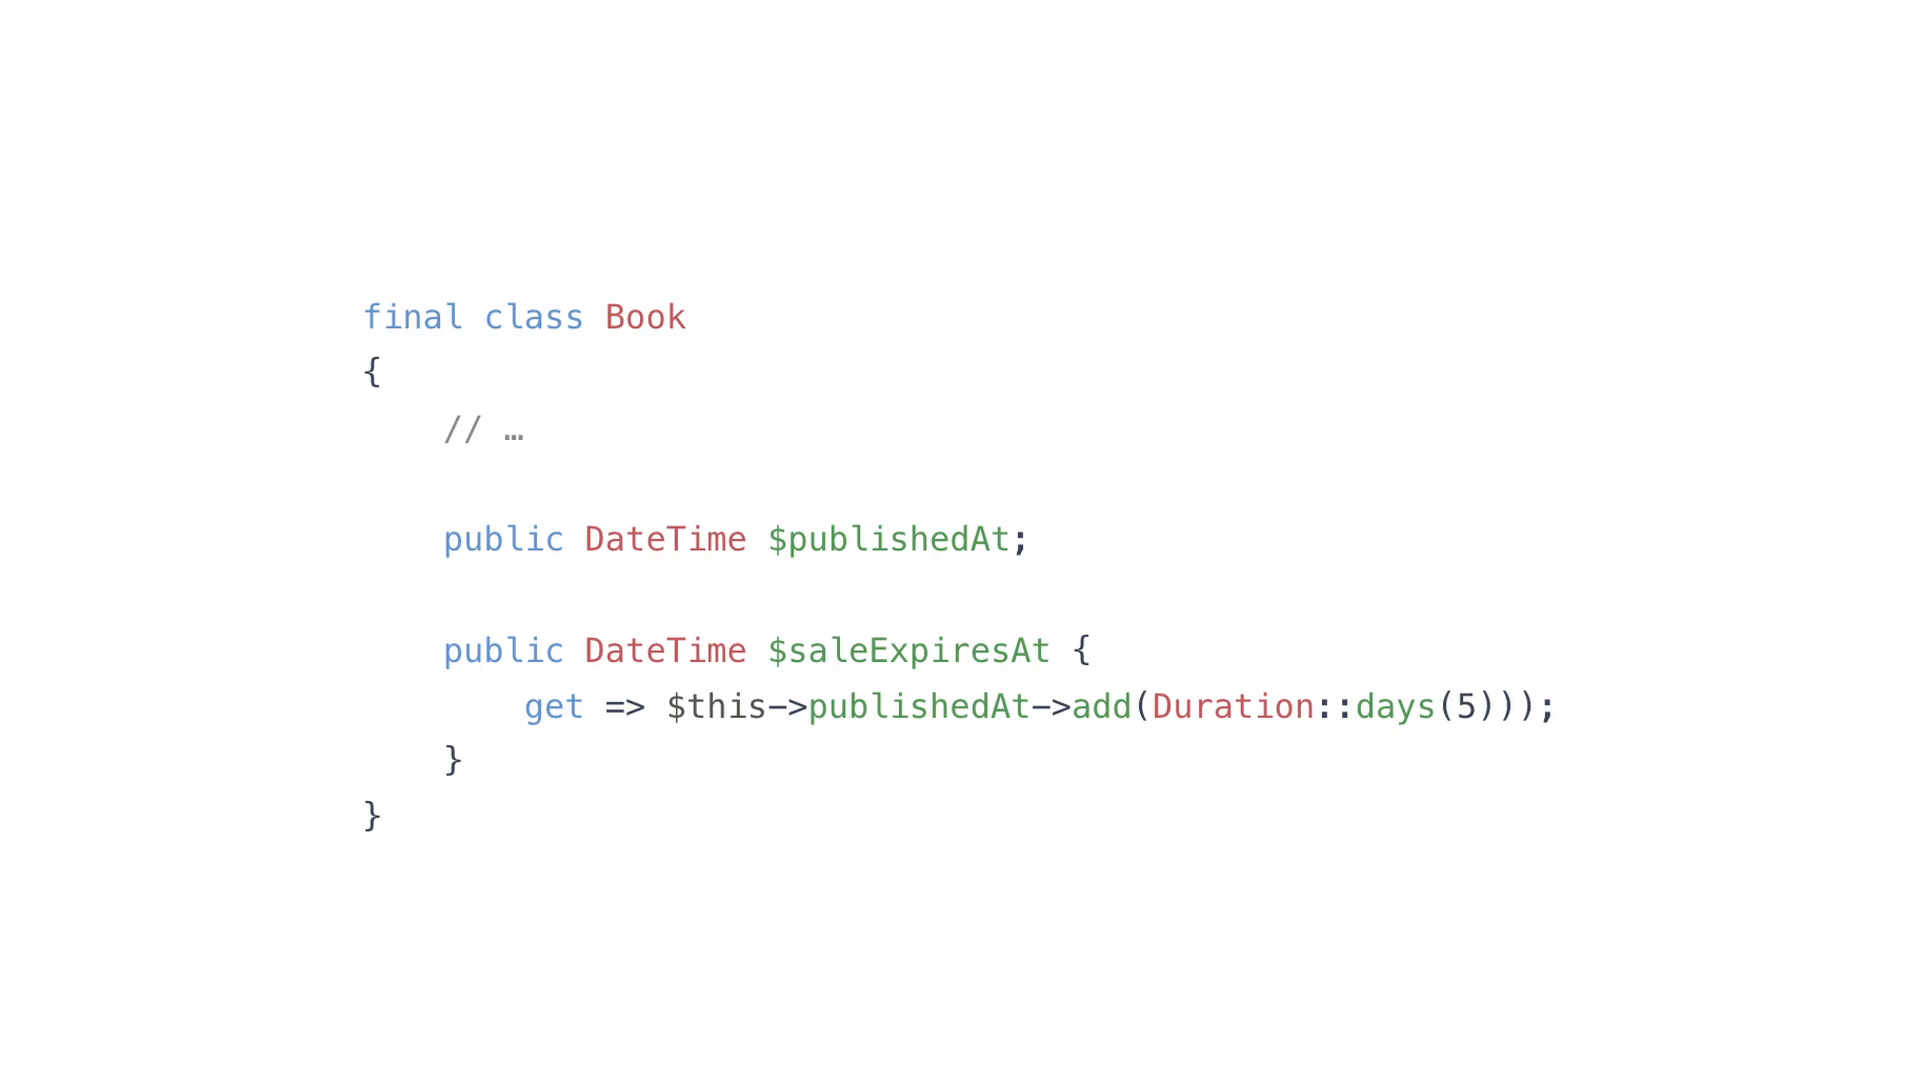 final class Book
{
    // …
    public DateTime $publishedAt;
    public DateTime $saleExpiresAt {
        get => $this->publishedAt->add(Duration::days(5)));
    }
}